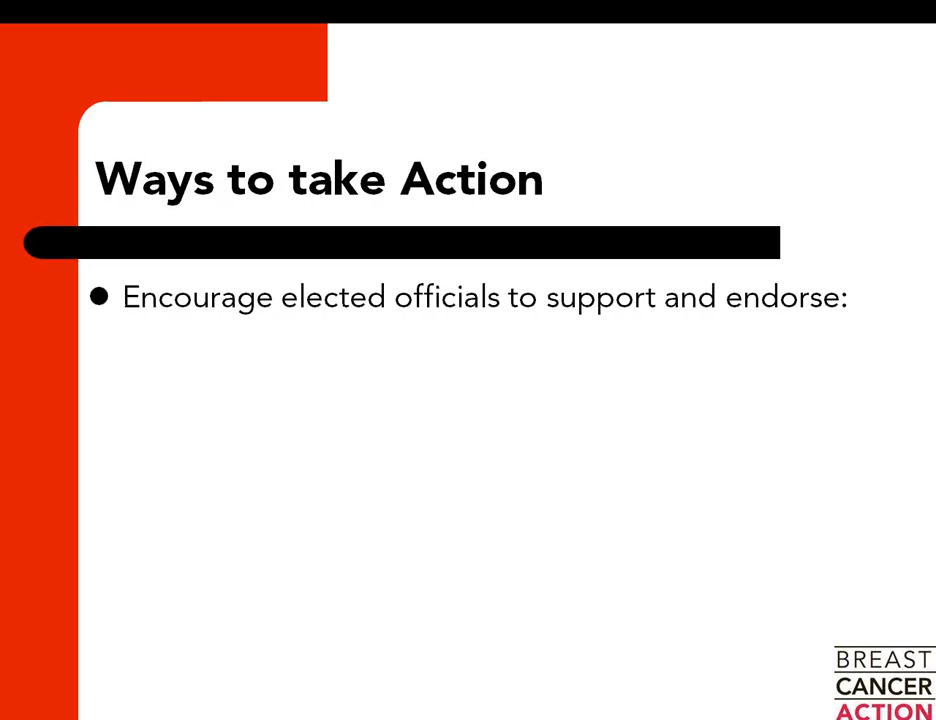 Ways to take Action
Encourage elected officials to support and endorse:
BREAST
CANCER
ACTION